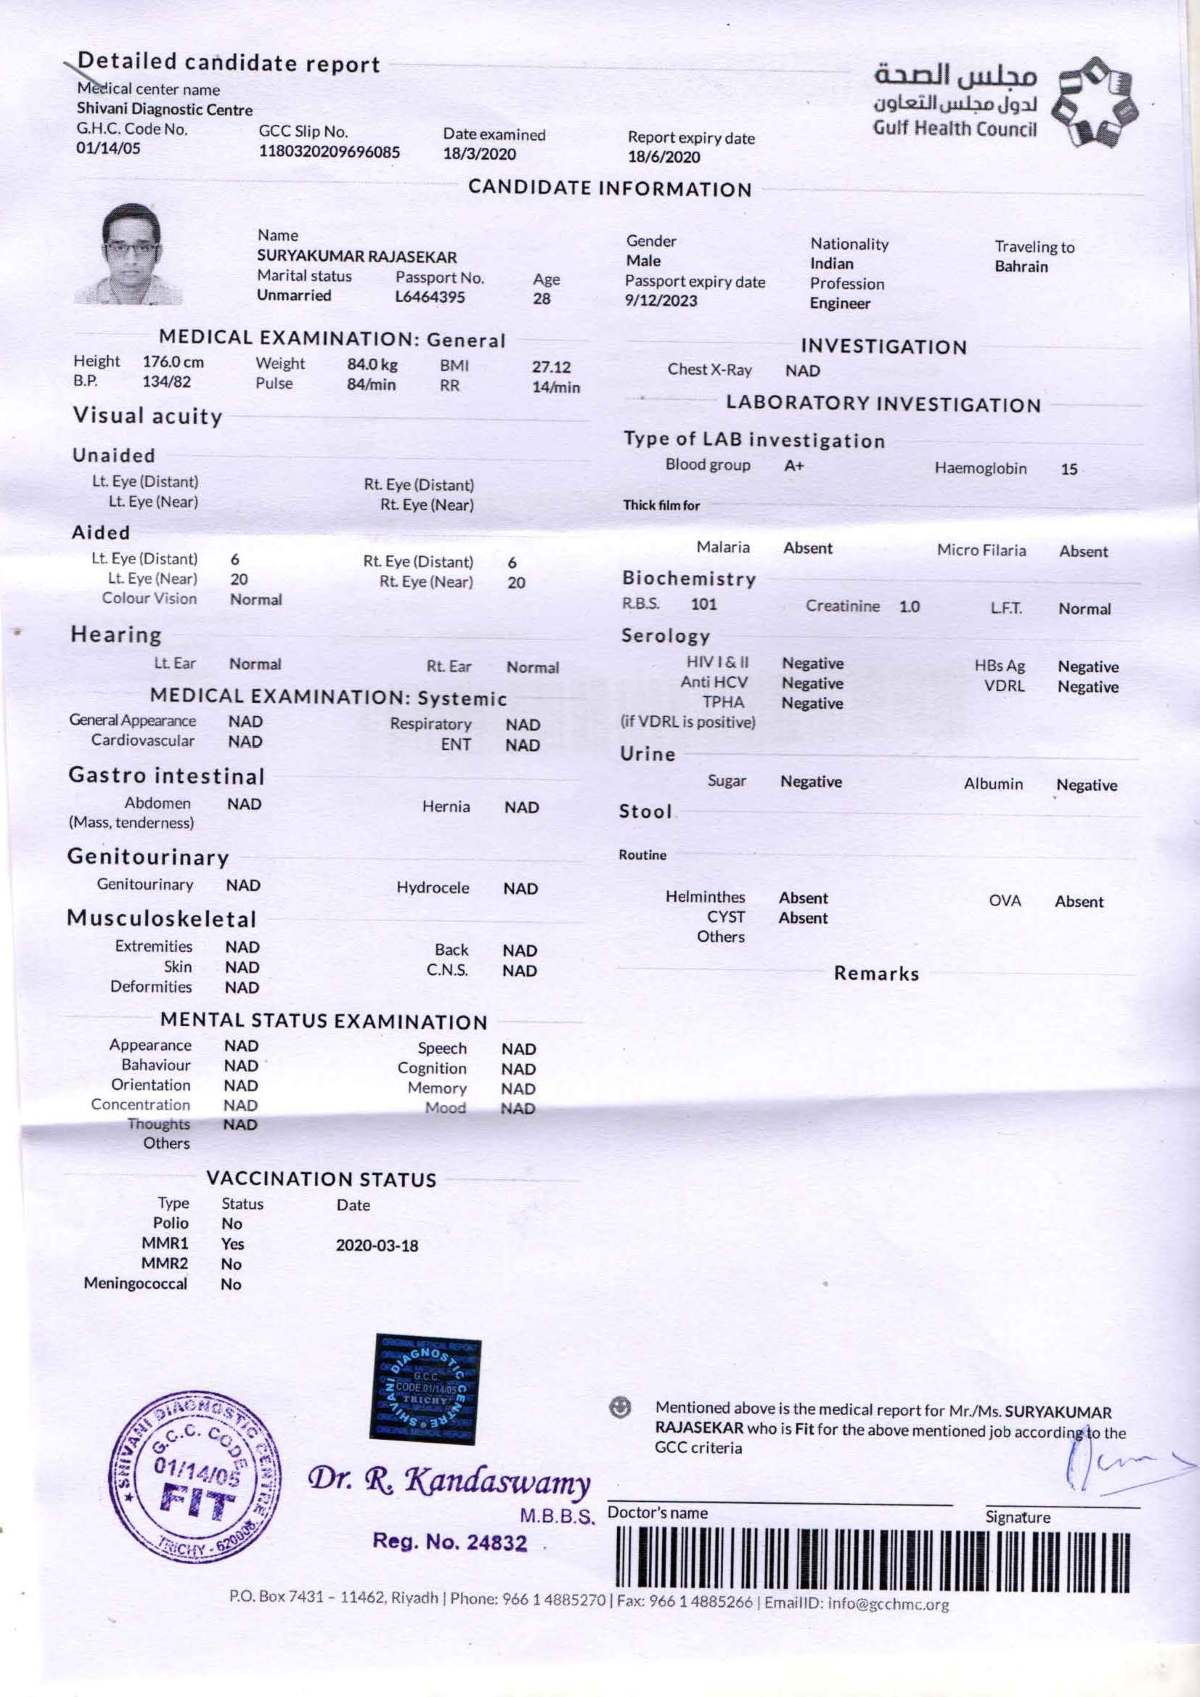 Detailed candidate report
مجلس الصحة
لدول مجلس التعاون
Gulf Health Council
Medical center name
Shivani Diagnostic Centre
G.H.C. Code No. GCC Slip No. Date examined Report expiry date
01/14/05 1180320209696085 18/3/2020 18/6/2020
CANDIDATE INFORMATION
Name Gender Nationality Traveling to
SURYAKUMAR RAJASEKAR Male Indian Bahrain
Marital status Passport No. Age Passport expiry date Profession
Unmarried L6464395 28 9/12/2023 Engineer
MEDICAL EXAMINATION: General
Height 176.0 cm Weight 84.0 kg BMI 27.12
B.P. 134/82 Pulse 84/min RR 14/min
Visual acuity
Unaided
Lt. Eye (Distant) Rt. Eye (Distant)
Lt. Eye (Near) Rt. Eye (Near)
Aided
Lt. Eye (Distant) 6 Rt. Eye (Distant) 6
Lt. Eye (Near) 20 Rt. Eye (Near) 20
Colour Vision Normal
Hearing
Lt. Ear Normal Rt. Ear Normal
MEDICAL EXAMINATION: Systemic
General Appearance NAD Respiratory NAD
Cardiovascular NAD ENT NAD
Gastro intestinal
Abdomen NAD Hernia NAD
(Mass, tenderness)
Genitourinary
Genitourinary NAD Hydrocele NAD
Musculoskeletal
Extremities NAD Back NAD
Skin NAD C.N.S. NAD
Deformities NAD
MENTAL STATUS EXAMINATION
Appearance NAD Speech NAD
Bahaviour NAD Cognition NAD
Orientation NAD Memory NAD
Concentration NAD Mood NAD
Thoughts NAD
Others
VACCINATION STATUS
Type Status Date
Polio No
MMR1 Yes 2020-03-18
MMR2 No
Meningococcal No
INVESTIGATION
Chest X-Ray NAD
LABORATORY INVESTIGATION
Type of LAB investigation
Blood group A+ Haemoglobin 15
Thick film for
Malaria Absent Micro Filaria Absent
Biochemistry
R.B.S. 101 Creatinine 1.0 L.F.T. Normal
Serology
HIV I & II Negative HBs Ag Negative
Anti HCV Negative VDRL Negative
TPHA Negative
(if VDRL is positive)
Urine
Sugar Negative Albumin Negative
Stool
Routine
Helminthes Absent OVA Absent
CYST Absent
Others
Remarks
SHIVANI DIAGNOSTIC CENTRE
G.C.C. CODE
01/14/05
FIT
TRICHY - 620008
ORIGINAL MEDICAL REPORT
SHIVANI DIAGNOSTIC CENTRE
G.C.C.
CODE 01/14/05
TRICHY
Mentioned above is the medical report for Mr./Ms. SURYAKUMAR
RAJASEKAR who is Fit for the above mentioned job according to the
GCC criteria
Dr. R. Kandaswamy
M.B.B.S.
Reg. No. 24832
Doctor's name Signature
P.O. Box 7431 - 11462, Riyadh | Phone: 966 1 4885270 | Fax: 966 1 4885266 | EmailID: info@gcchmc.org